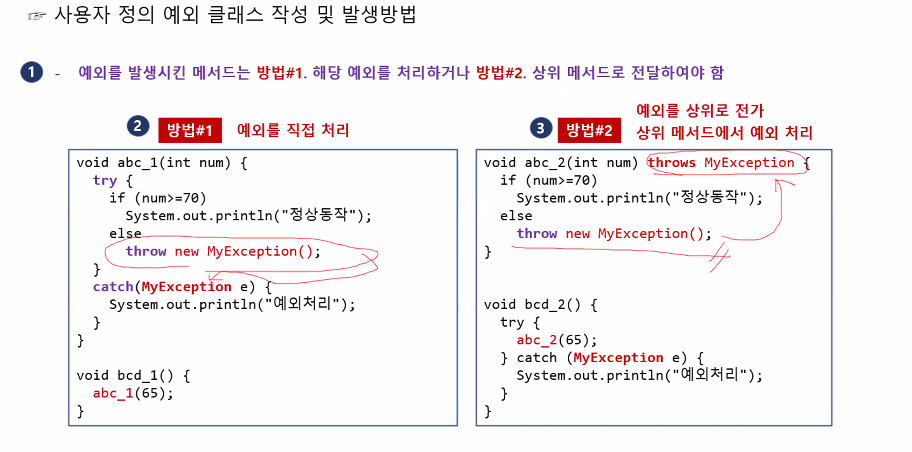 ☞ 사용자 정의 예외 클래스 작성 및 발생방법
1 - 예외를 발생시킨 메서드는 방법#1. 해당 예외를 처리하거나 방법#2. 상위 메서드로 전달하여야 함
2 방법#1 예외를 직접 처리
void abc_1(int num) {
try {
if (num>=70)
System.out.println("정상동작");
else
throw new MyException();
}
catch(MyException e) {
System.out.println("예외처리");
}
}
void bcd_1() {
abc_1(65);
}
3 방법#2 예외를 상위로 전가
상위 메서드에서 예외 처리
void abc_2(int num) throws MyException {
if (num>=70)
System.out.println("정상동작");
else
throw new MyException();
}
void bcd_2() {
try {
abc_2(65);
} catch (MyException e) {
System.out.println("예외처리");
}
}